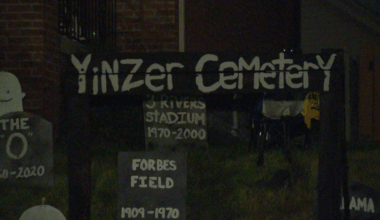 YiNZer CeMeterY
3 RIVERS
STADIUM
1970-2000
THE
"O"
-2020
FORBES
FIELD
1909-1970
AMA